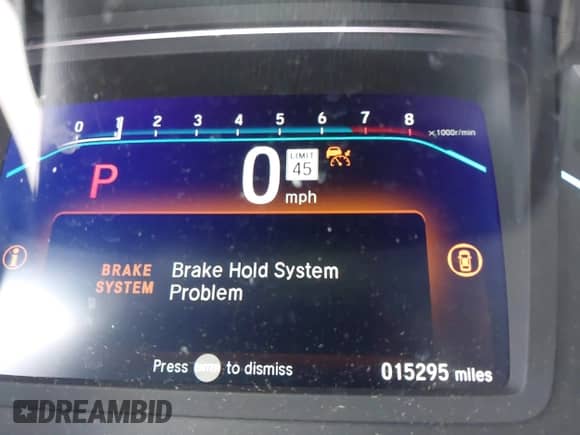 0 1 2 3 4 5 6 7 8 ×1000r/min
P 0 mph
LIMIT
45
BRAKE SYSTEM
Brake Hold System
Problem
Press ENTER to dismiss
015295 miles
DREAMBID